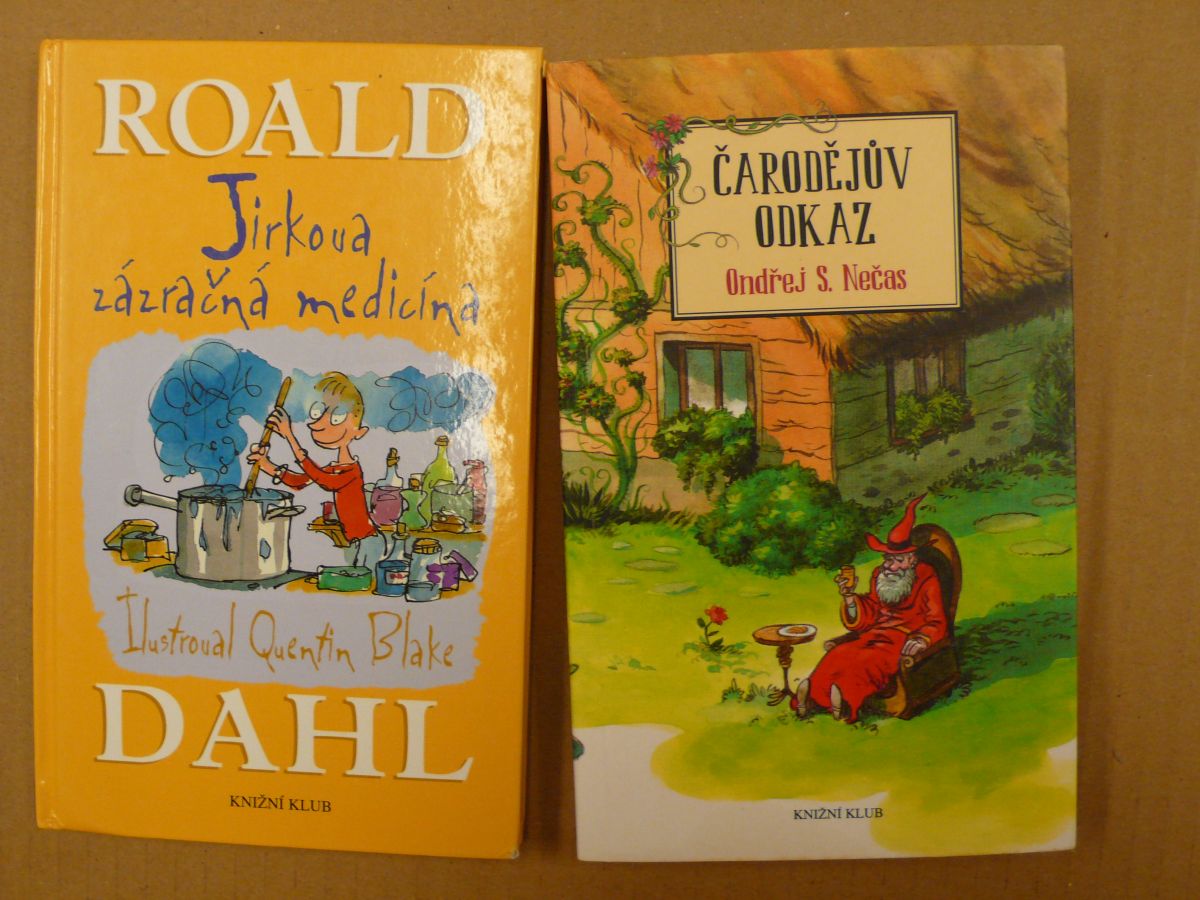 ROALD
Jirkova
zázračná medicína
Ilustroval Quentin Blake
DAHL
KNIŽNÍ KLUB
ČARODĚJŮV
ODKAZ
Ondřej S. Nečas
KNIŽNÍ KLUB